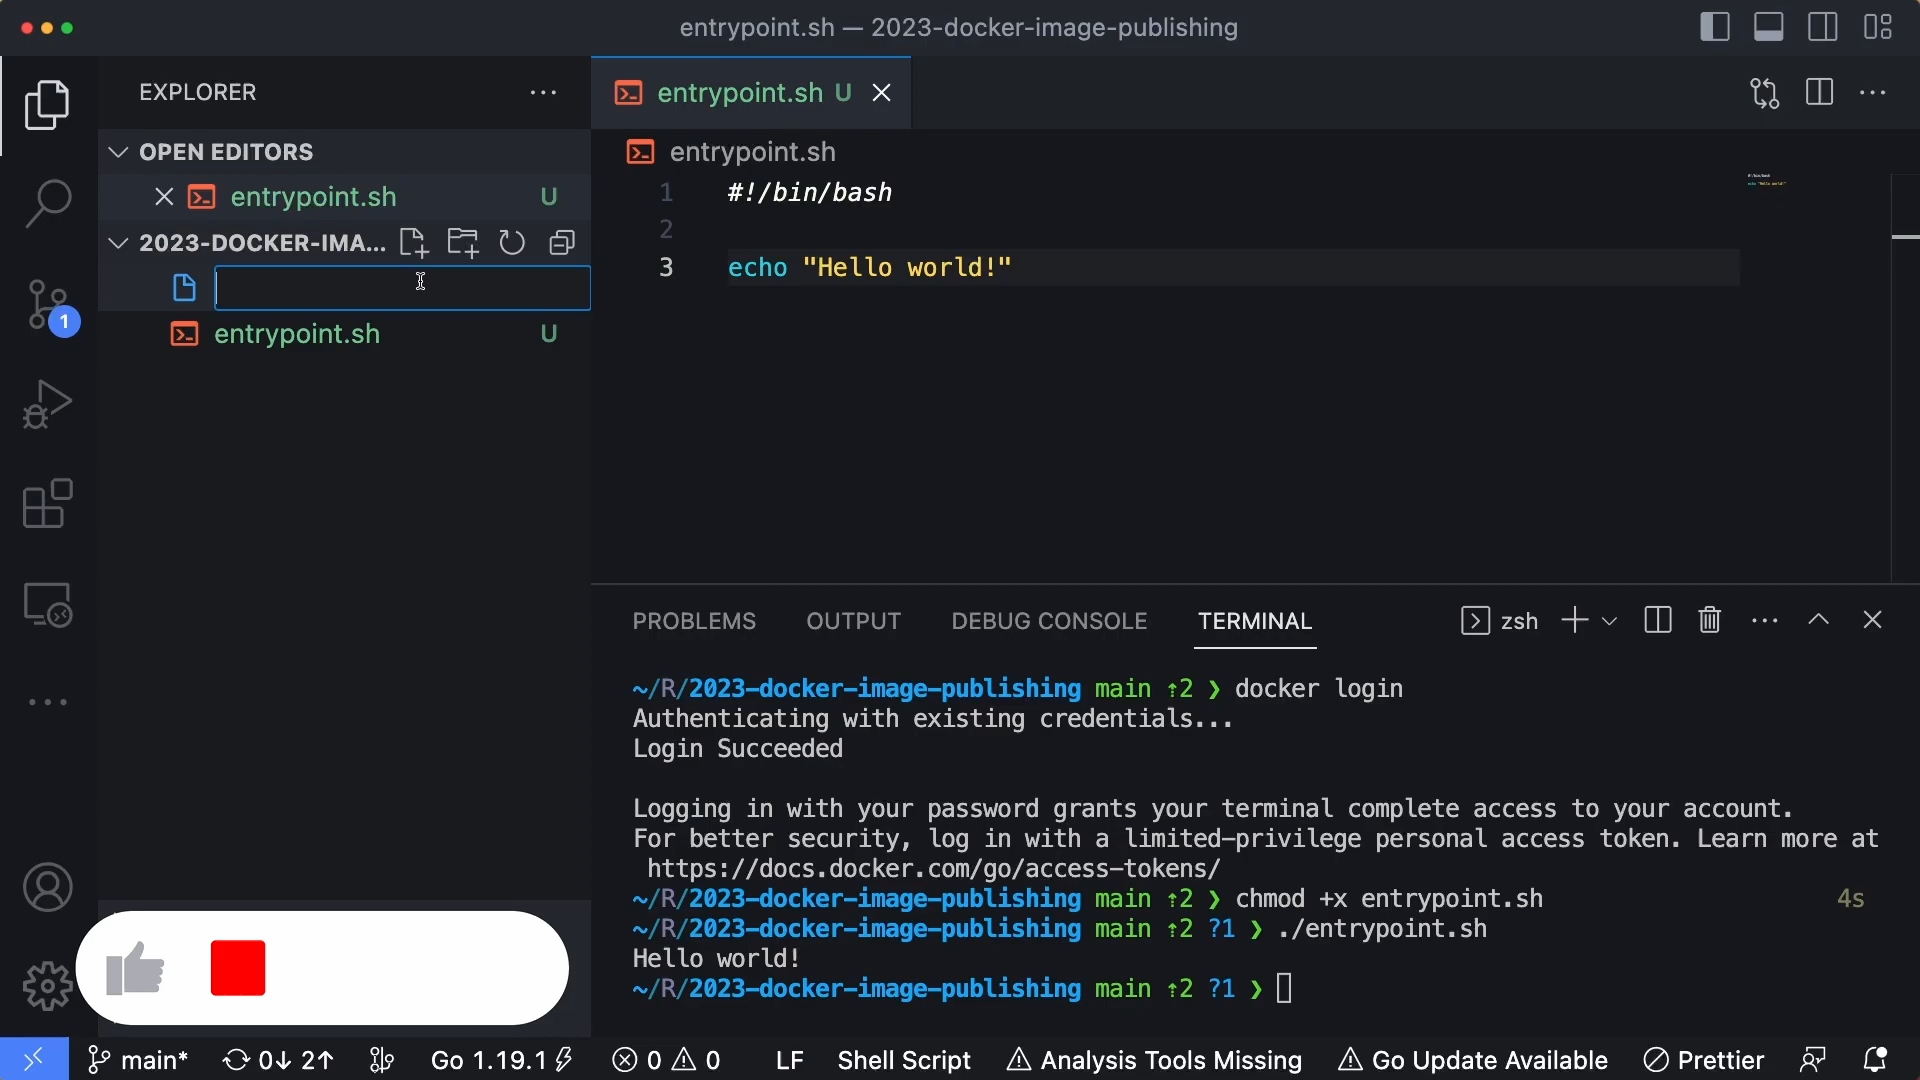 entrypoint.sh — 2023-docker-image-publishing
EXPLORER
OPEN EDITORS
entrypoint.sh U
2023-DOCKER-IMA...
entrypoint.sh U
1
entrypoint.sh U
entrypoint.sh
1 #!/bin/bash
2
3 echo "Hello world!"
PROBLEMS OUTPUT DEBUG CONSOLE TERMINAL zsh
~/R/2023-docker-image-publishing main ⇡2 ❯ docker login
Authenticating with existing credentials...
Login Succeeded
Logging in with your password grants your terminal complete access to your account.
For better security, log in with a limited-privilege personal access token. Learn more at
https://docs.docker.com/go/access-tokens/
~/R/2023-docker-image-publishing main ⇡2 ❯ chmod +x entrypoint.sh 4s
~/R/2023-docker-image-publishing main ⇡2 ?1 ❯ ./entrypoint.sh
Hello world!
~/R/2023-docker-image-publishing main ⇡2 ?1 ❯
main* 0↓ 2↑ Go 1.19.1 0 0 LF Shell Script Analysis Tools Missing Go Update Available Prettier